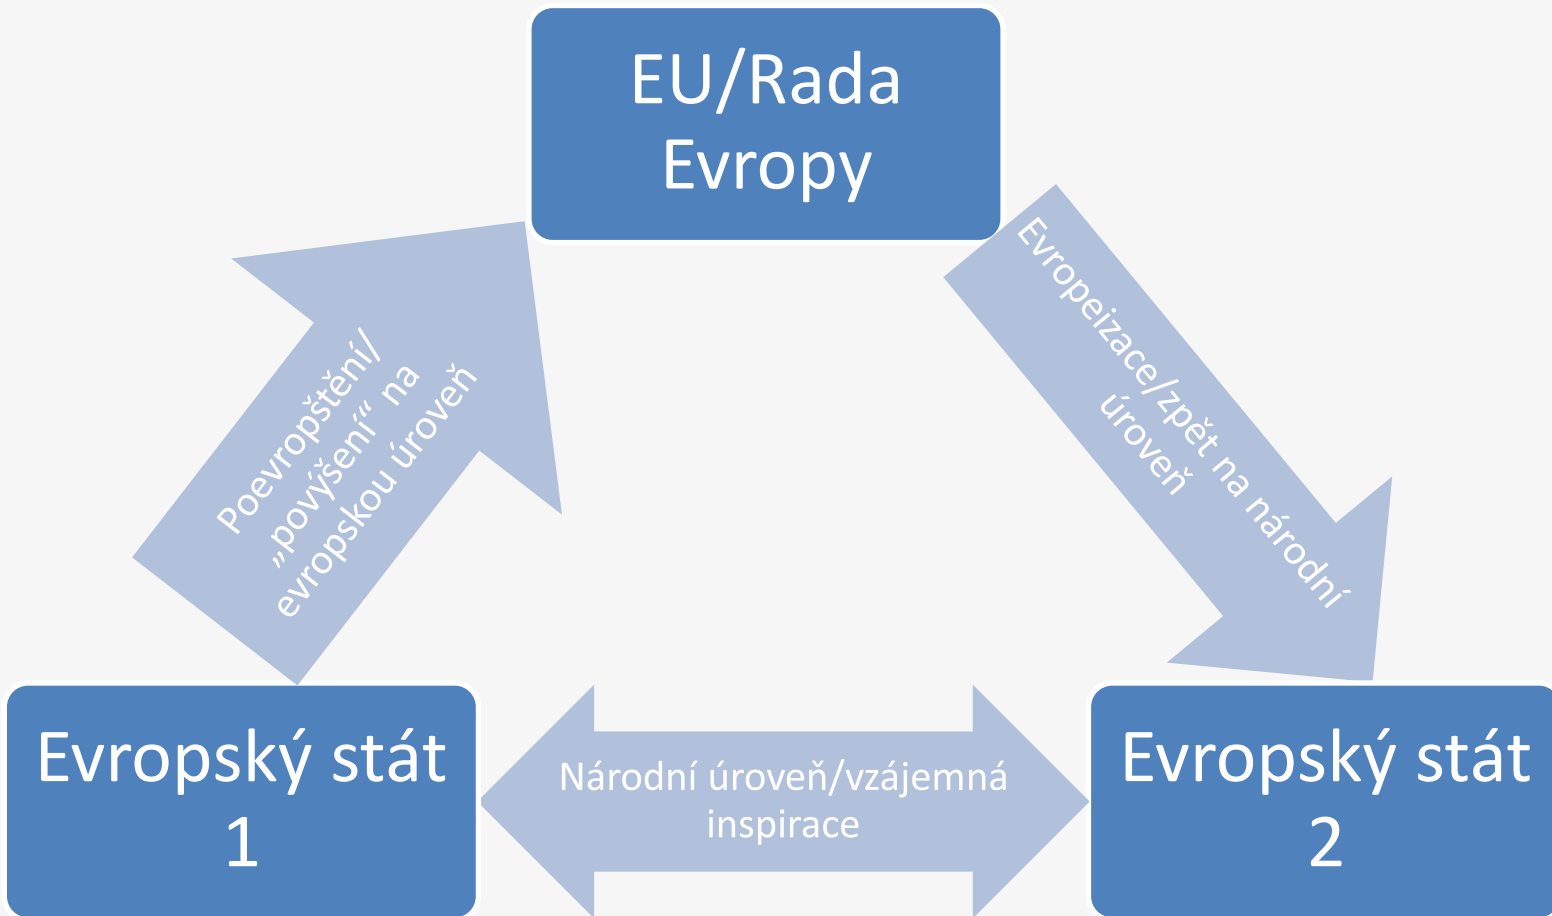 EU/Rada
Evropy
Poevropštění/
„povýšení“ na
evropskou úroveň
Evropeizace/zpět na národní
úroveň
Evropský stát
1
Národní úroveň/vzájemná
inspirace
Evropský stát
2